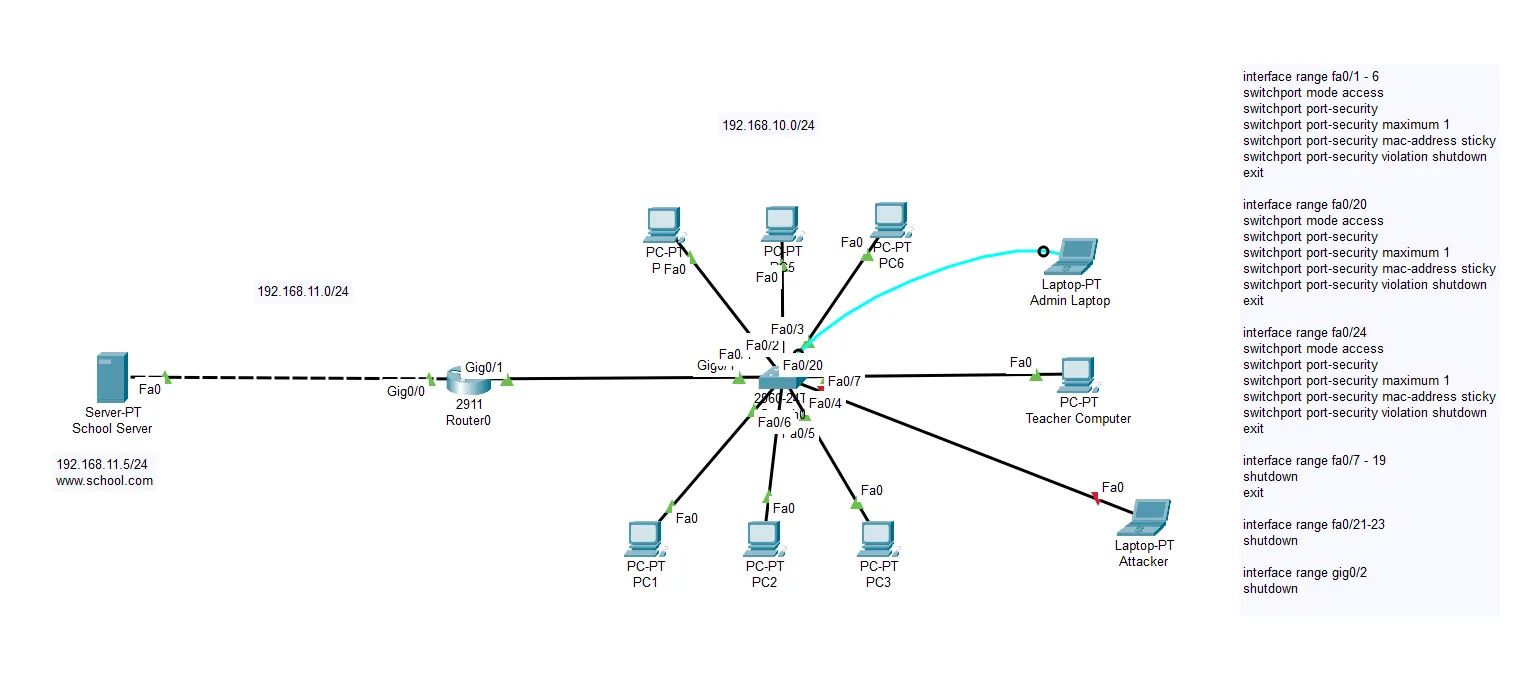 192.168.10.0/24
192.168.11.0/24
PC-PT
Fa0
PC-PT
Fa0
Fa0
PC-PT
PC6
Laptop-PT
Admin Laptop
Fa0/3
Fa0/2
Fa0/20
Fa0
Server-PT
School Server
192.168.11.5/24
www.school.com
Gig0/0
Gig0/1
2911
Router0
Fa0/7
Fa0/4
Fa0/6
Fa0
PC-PT
Teacher Computer
Fa0
PC-PT
PC1
Fa0
PC-PT
PC2
Fa0
PC-PT
PC3
Fa0
Laptop-PT
Attacker
interface range fa0/1 - 6
switchport mode access
switchport port-security
switchport port-security maximum 1
switchport port-security mac-address sticky
switchport port-security violation shutdown
exit
interface range fa0/20
switchport mode access
switchport port-security
switchport port-security maximum 1
switchport port-security mac-address sticky
switchport port-security violation shutdown
exit
interface range fa0/24
switchport mode access
switchport port-security
switchport port-security maximum 1
switchport port-security mac-address sticky
switchport port-security violation shutdown
exit
interface range fa0/7 - 19
shutdown
exit
interface range fa0/21-23
shutdown
interface range gig0/2
shutdown